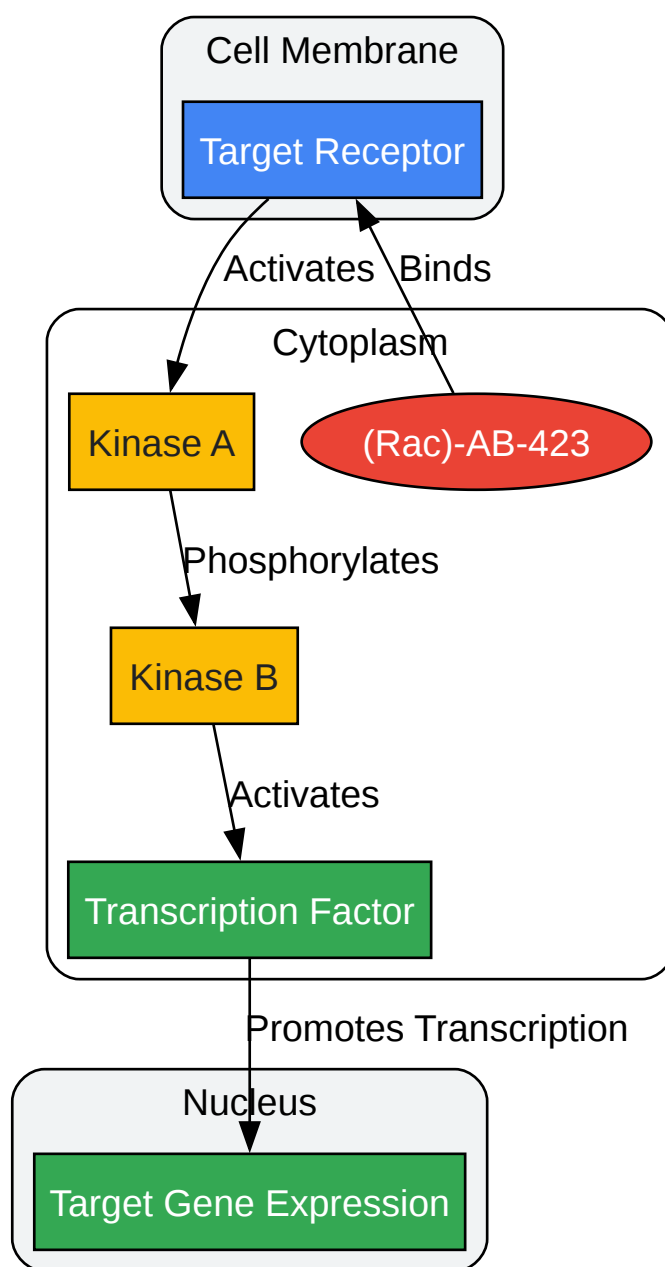 Cell Membrane
Target Receptor
Activates
Binds
Cytoplasm
Kinase A
(Rac)-AB-423
Phosphorylates
Kinase B
Activates
Transcription Factor
Promotes Transcription
Nucleus
Target Gene Expression